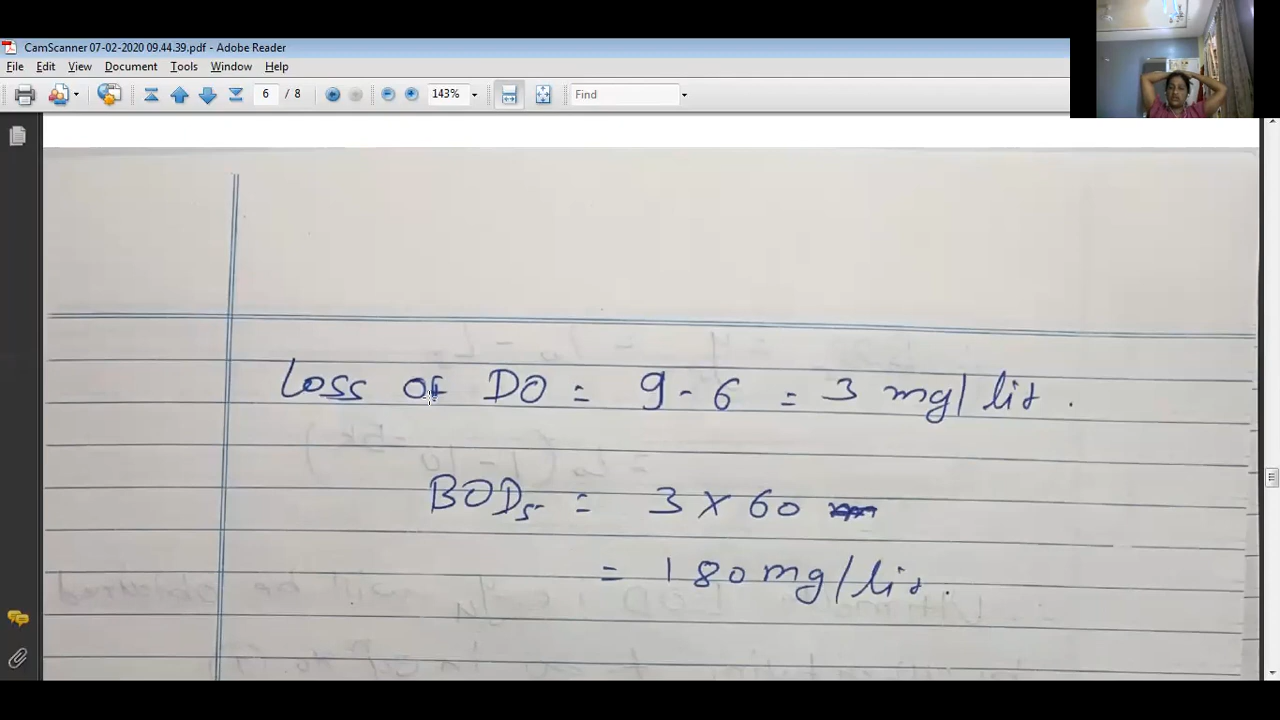 CamScanner 07-02-2020 09.44.39.pdf - Adobe Reader
File Edit View Document Tools Window Help
6 / 8 143% Find
Loss of DO = 9 - 6 = 3 mg/lit.
BOD5 = 3 X 60
= 180 mg/lit.